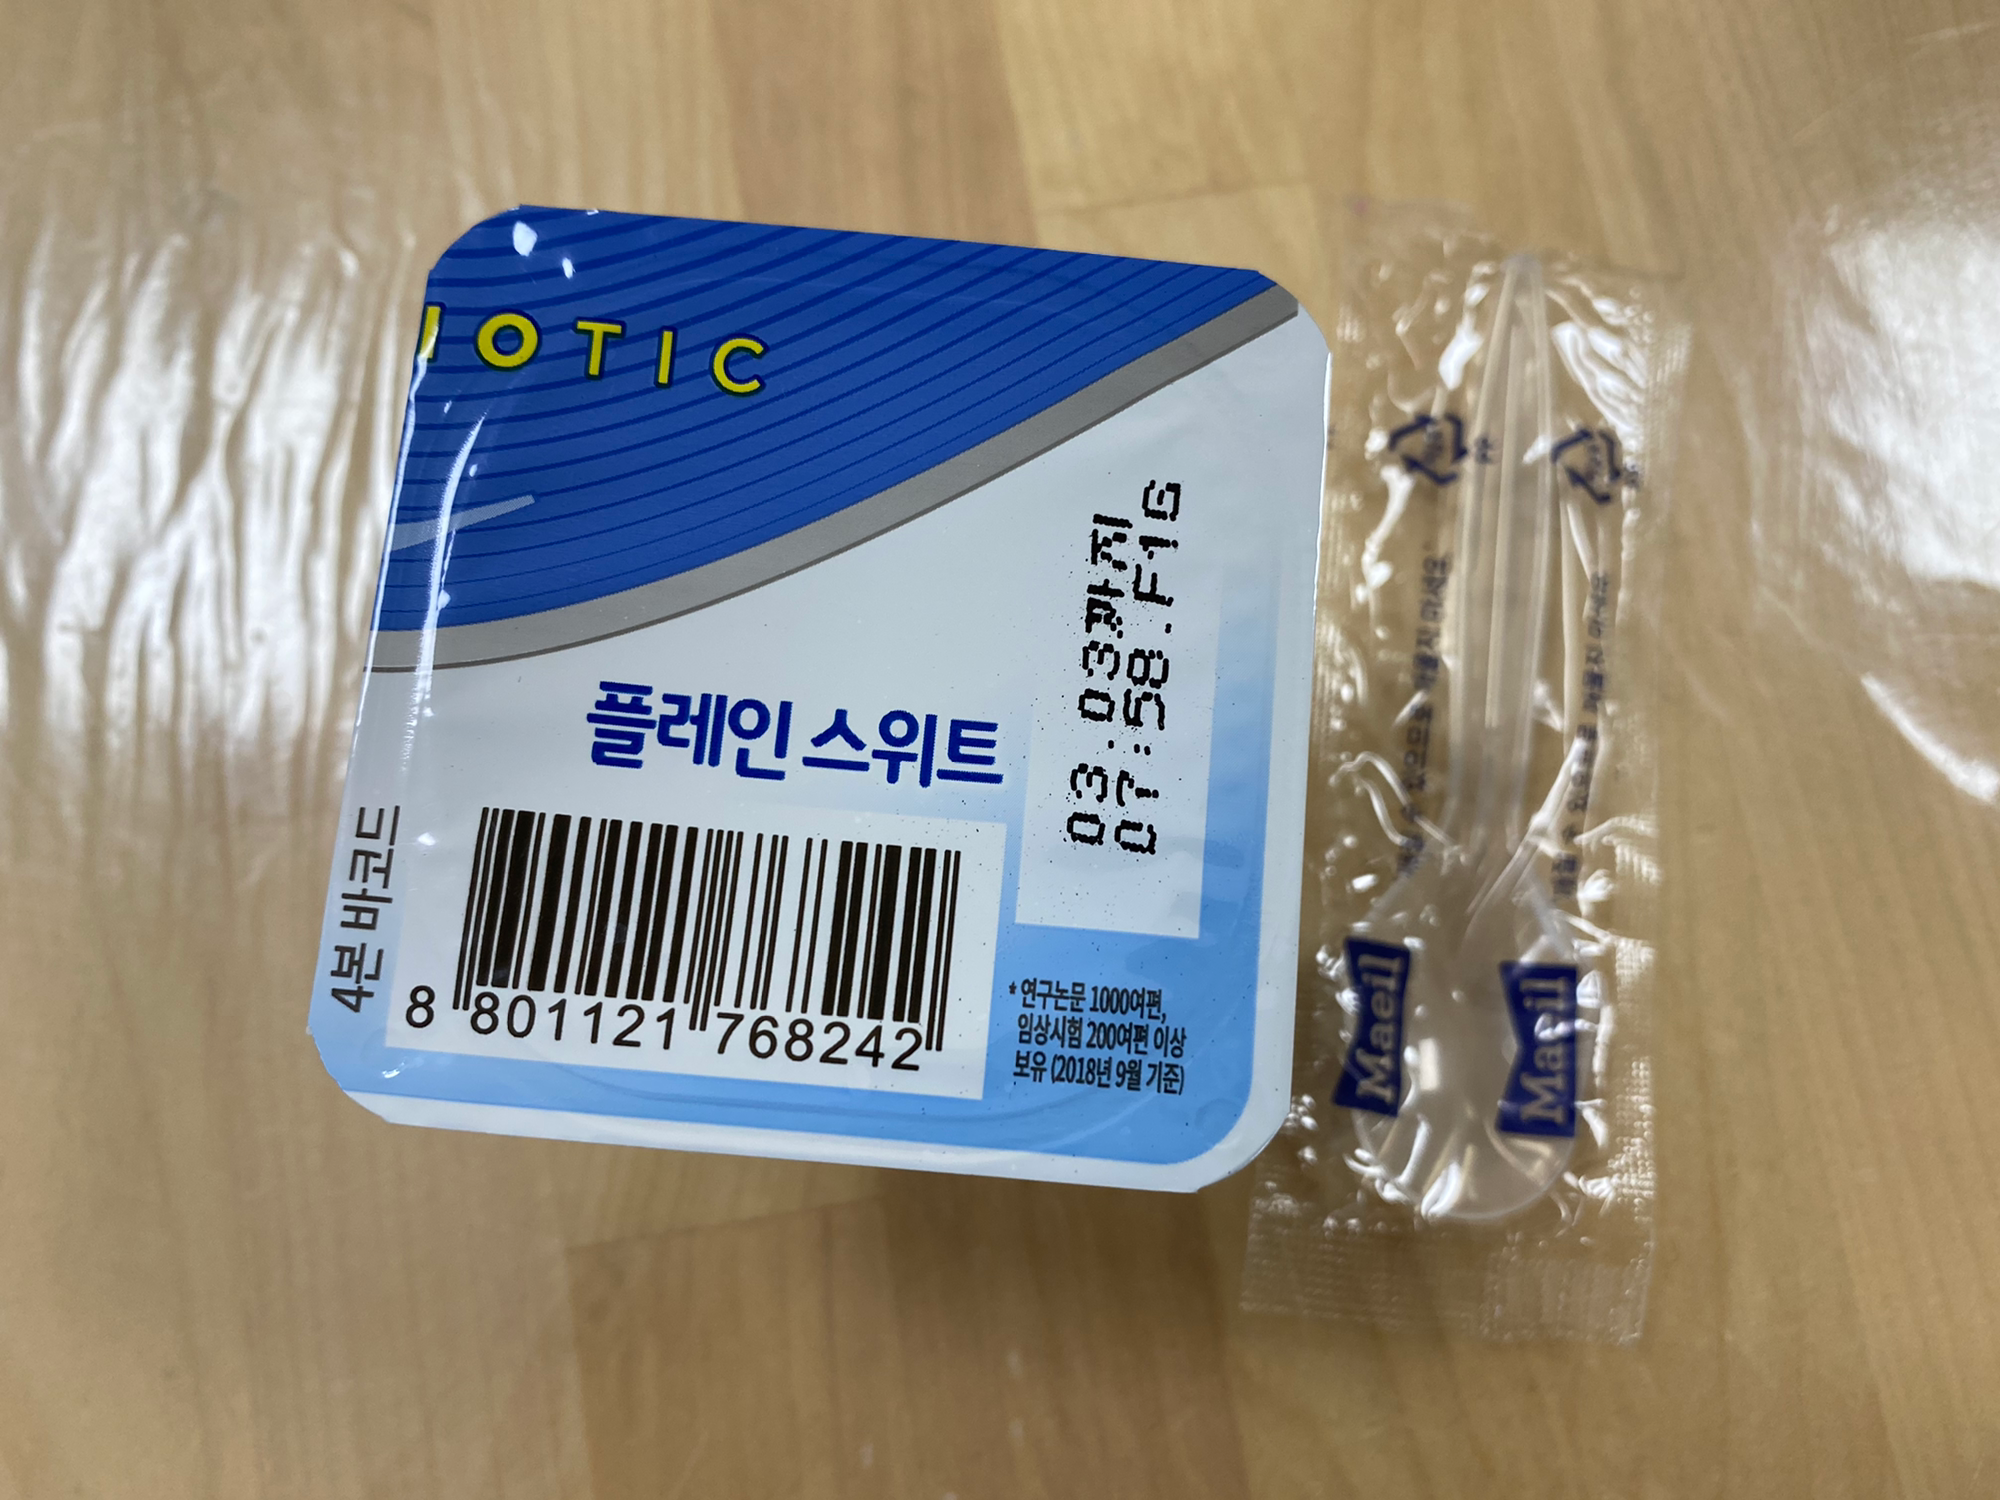 IOTIC
03.03까지
07:58.F1G
플레인 스위트
4본 바코드
8 801121 768242
* 연구논문 1000여편,
임상시험 200여편 이상
보유 (2018년 9월 기준)
PP
Maeil
Maeil